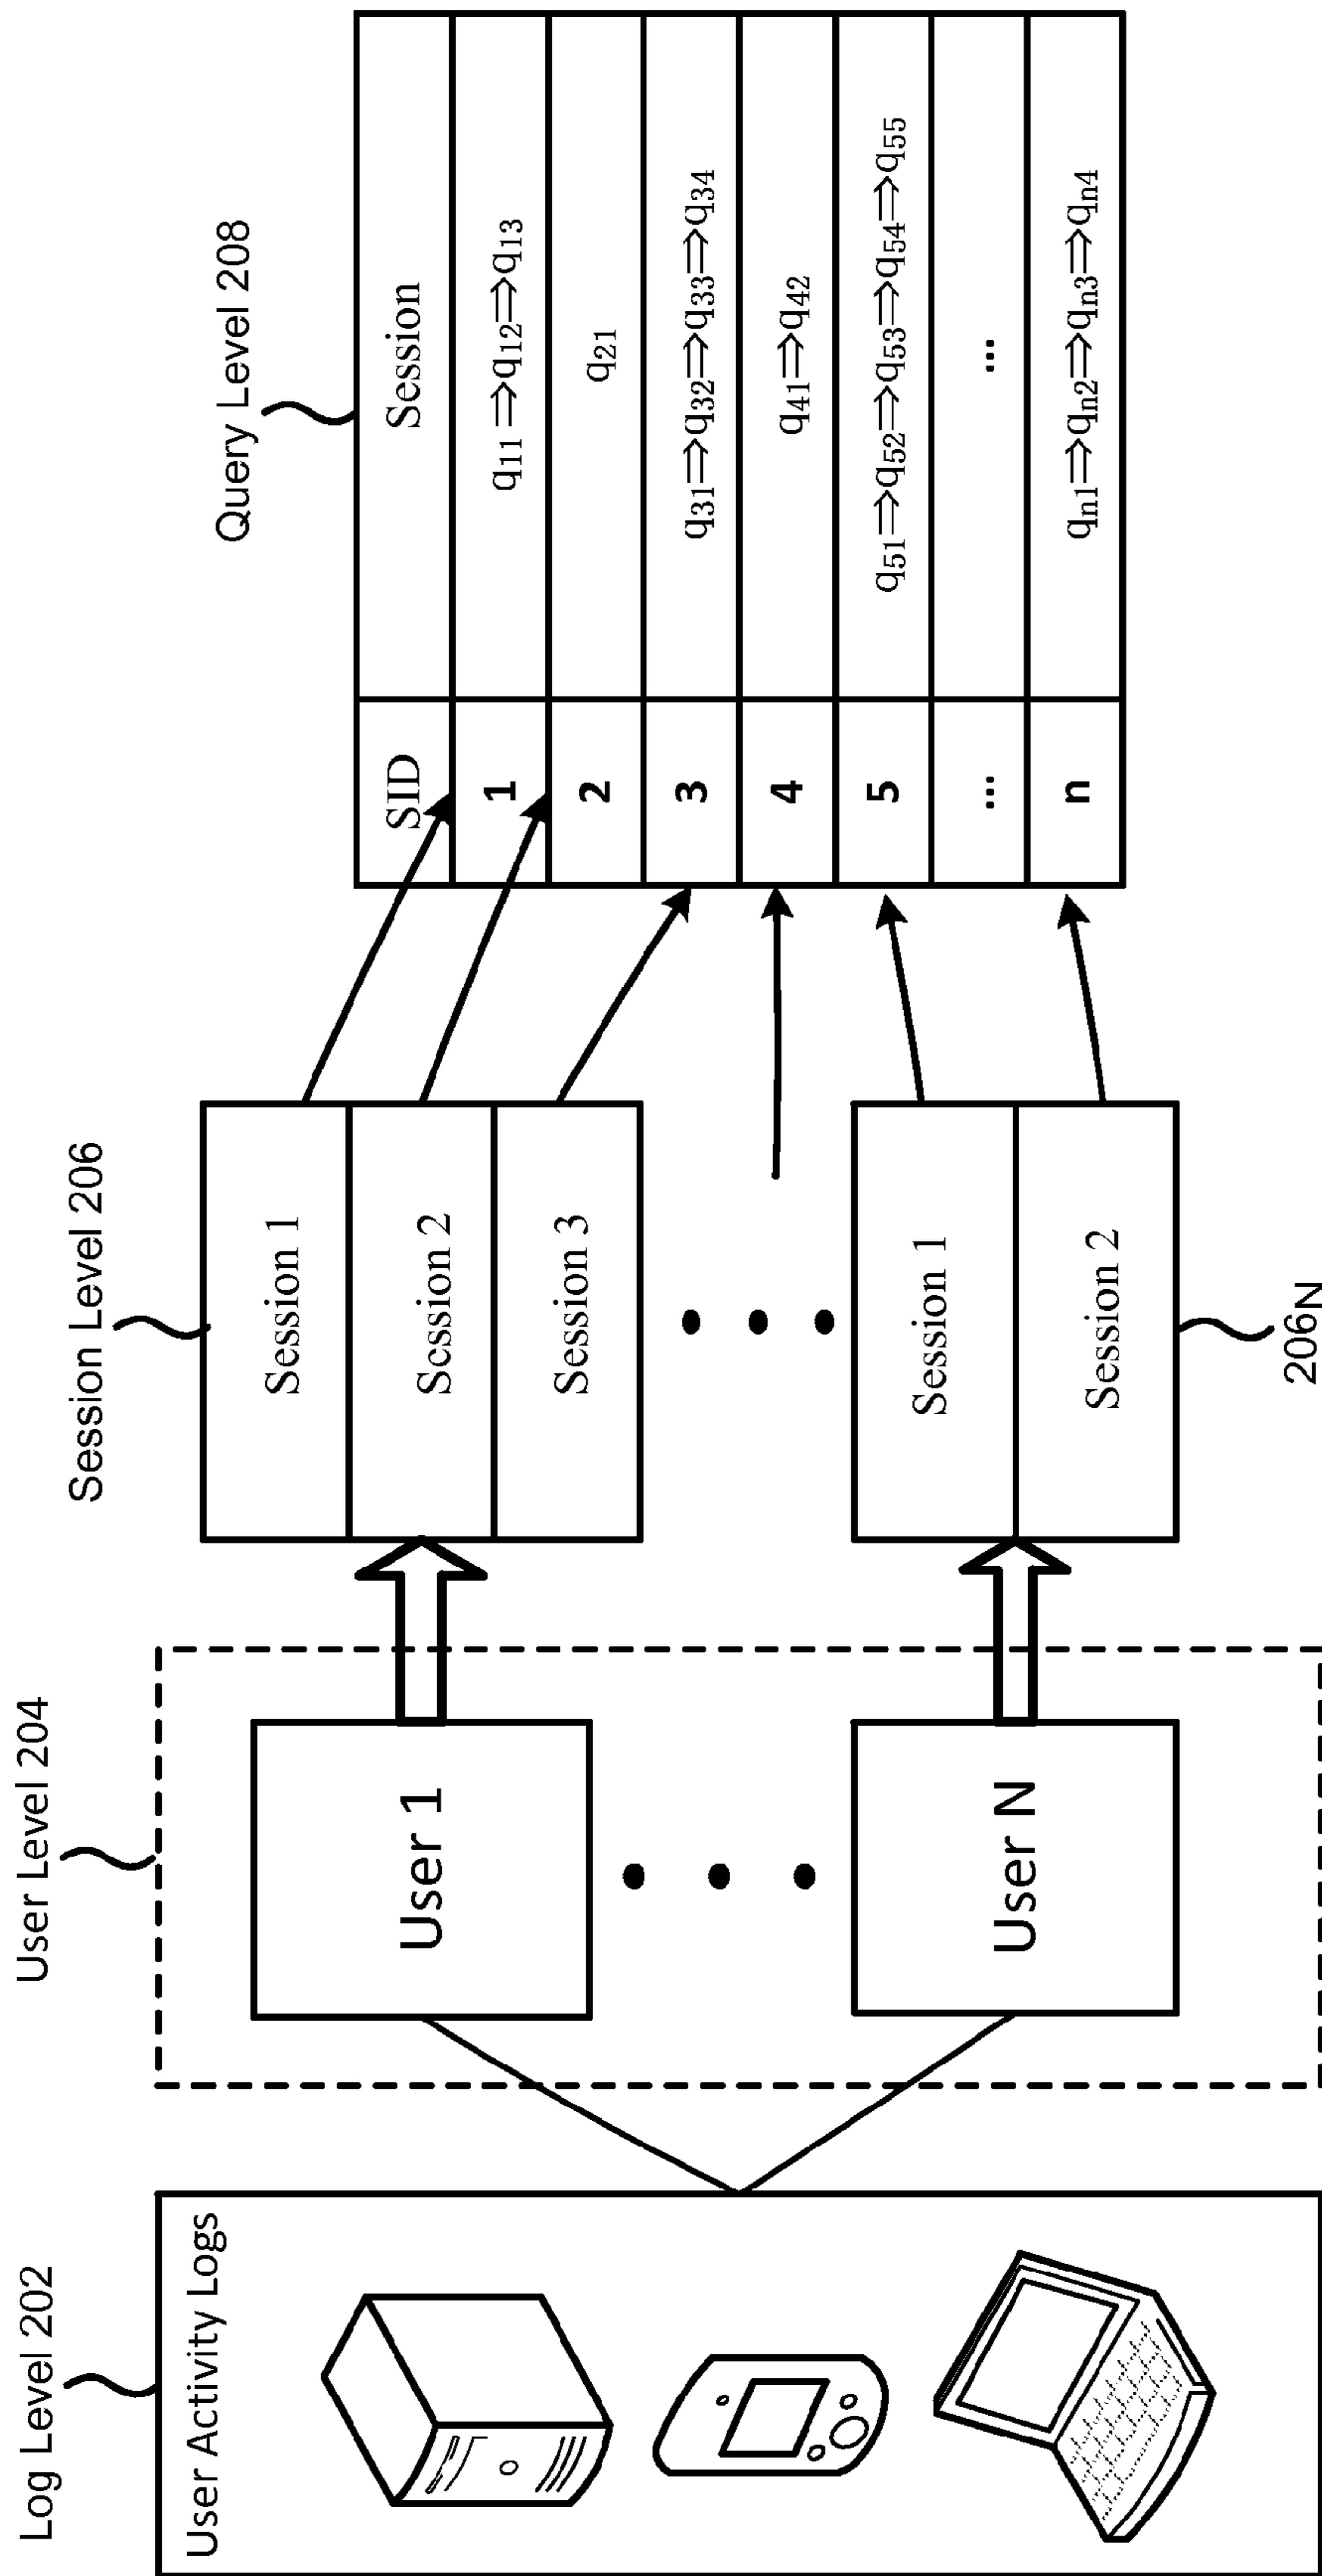 Log Level 202
User Level 204
Session Level 206
Query Level 208
User Activity Logs
User 1
User N
Session 1
Session 2
Session 3
Session 1
Session 2
206N
SID Session
1 q11⇒q12⇒q13
2 q21
3 q31⇒q32⇒q33⇒q34
4 q41⇒q42
5 q51⇒q52⇒q53⇒q54⇒q55
... ...
n qn1⇒qn2⇒qn3⇒qn4